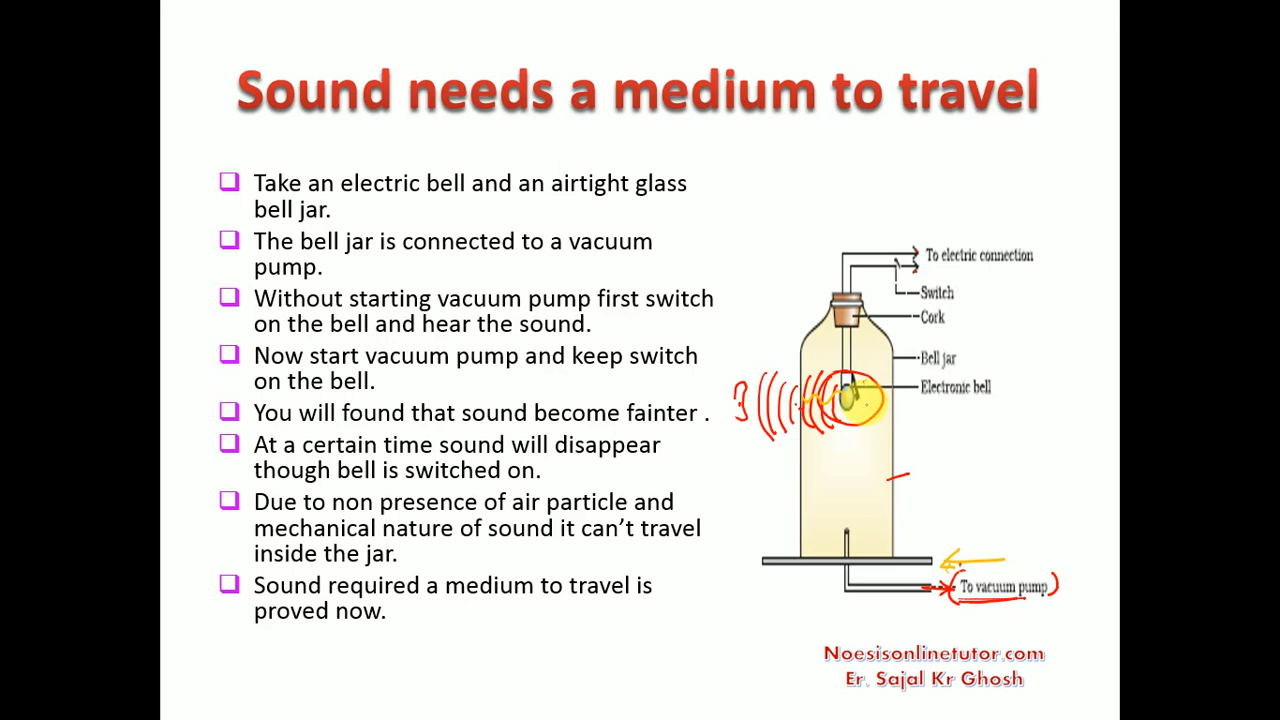 Sound needs a medium to travel
Take an electric bell and an airtight glass
bell jar.
The bell jar is connected to a vacuum
pump.
Without starting vacuum pump first switch
on the bell and hear the sound.
Now start vacuum pump and keep switch
on the bell.
You will found that sound become fainter .
At a certain time sound will disappear
though bell is switched on.
Due to non presence of air particle and
mechanical nature of sound it can’t travel
inside the jar.
Sound required a medium to travel is
proved now.
To electric connection
Switch
Cork
Bell jar
Electronic bell
To vacuum pump
Noesisonlinetutor.com
Er. Sajal Kr Ghosh